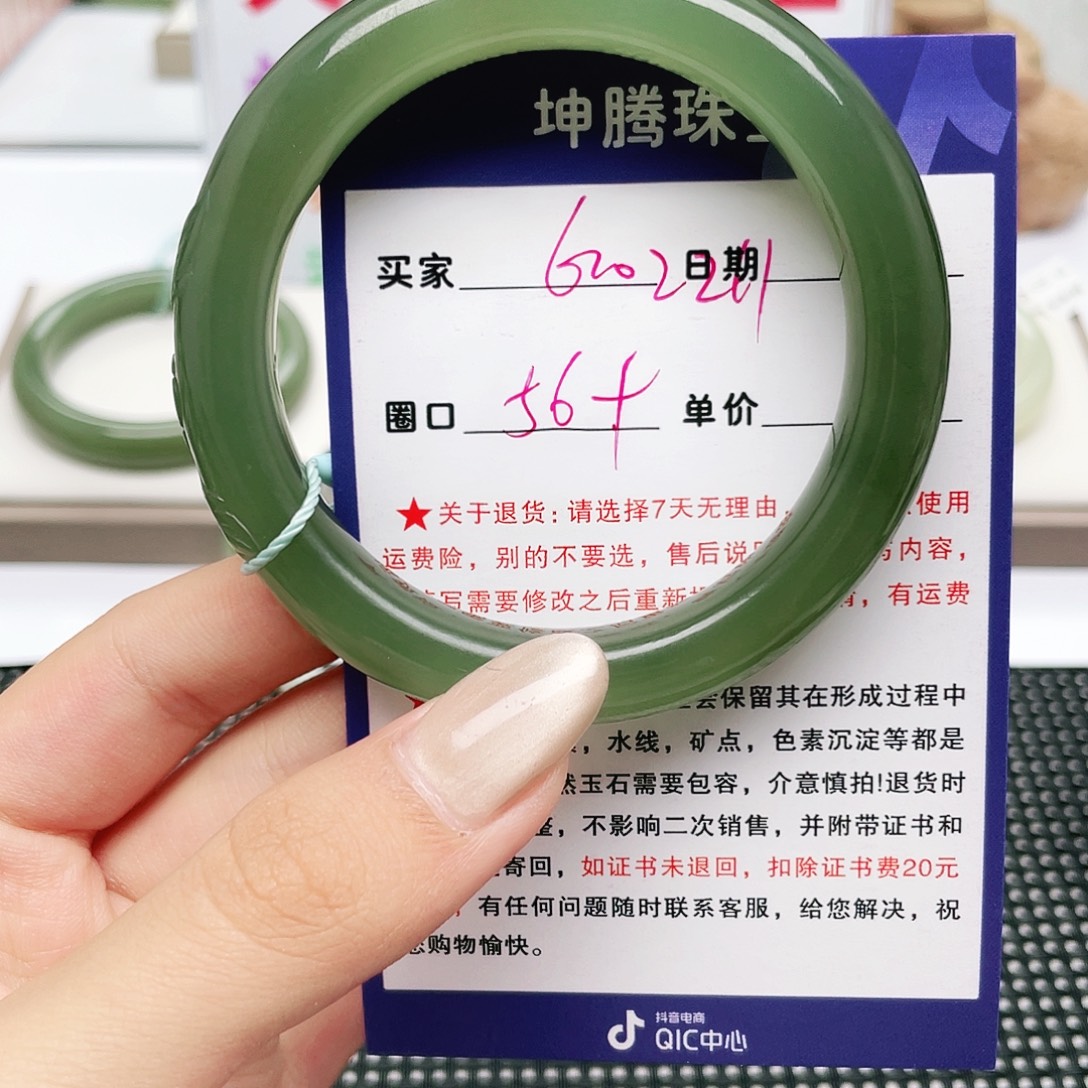 坤腾珠
买家 6202261 日期
圈口 56+ 单价
★关于退货：请选择7天无理由 使用
运费险，别的不要选，售后说 内容，
写需要修改之后重新 ，有运费
保留其在形成过程中
，水线，矿点，色素沉淀等都是
然玉石需要包容，介意慎拍!退货时
整，不影响二次销售，并附带证书和
寄回，如证书未退回，扣除证书费20元
，有任何问题随时联系客服，给您解决，祝
您购物愉快。
抖音电商
QIC中心